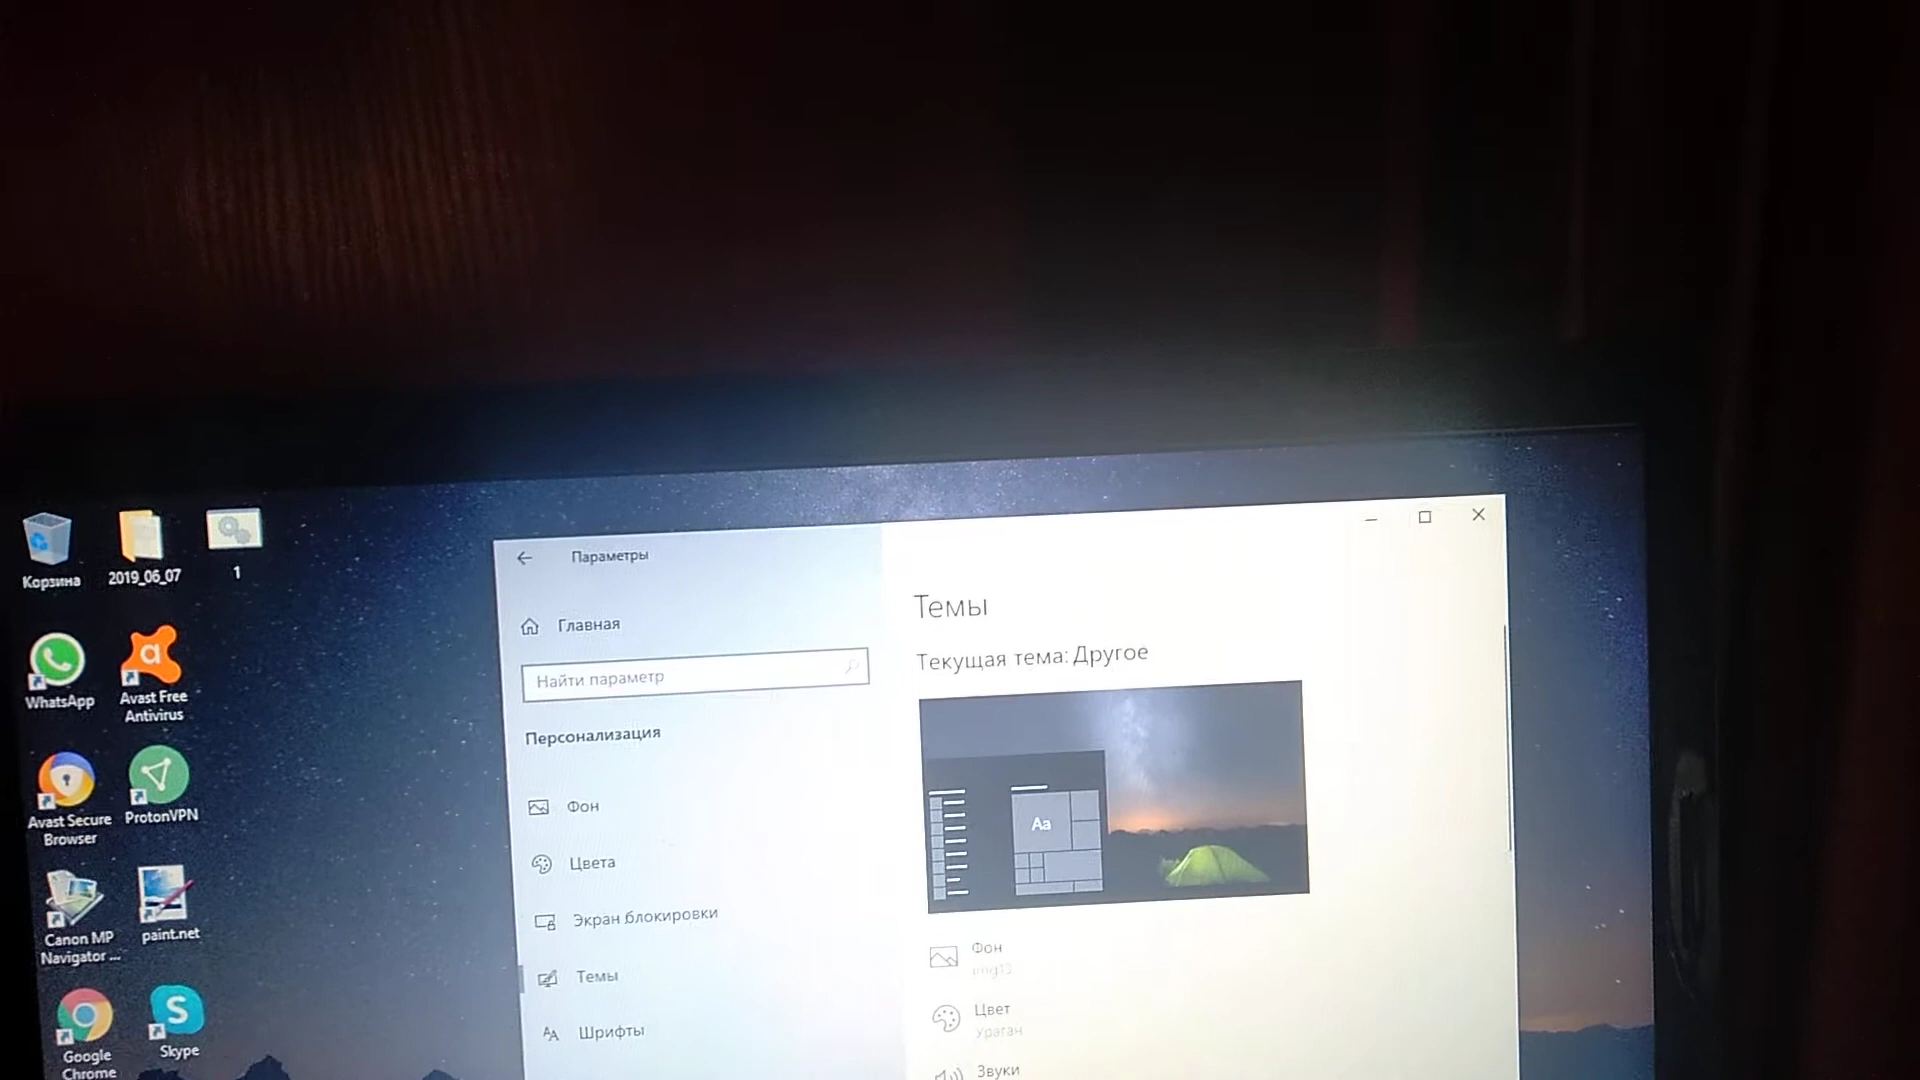 Корзина
2019_06_07
1
WhatsApp
Avast Free
Antivirus
Avast Secure
Browser
ProtonVPN
Canon MP
Navigator ...
paint.net
Google
Chrome
Skype
Параметры
Главная
Найти параметр
Персонализация
Фон
Цвета
Экран блокировки
Темы
Шрифты
Темы
Текущая тема: Другое
Aa
Фон
img13
Цвет
Ураган
Звуки